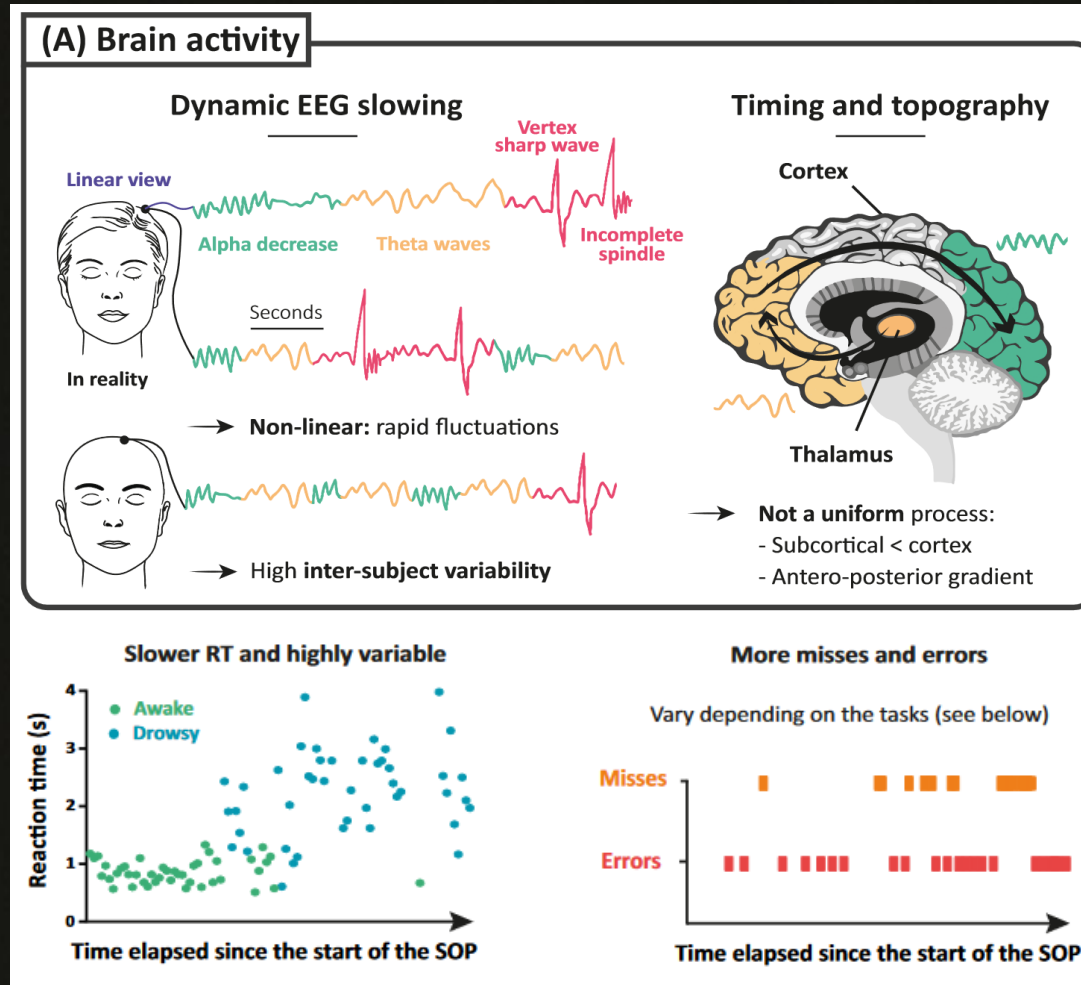 (A) Brain activity
Dynamic EEG slowing
Linear view
Alpha decrease
Theta waves
Vertex
sharp wave
Incomplete
spindle
Seconds
In reality
Non-linear: rapid fluctuations
High inter-subject variability
Timing and topography
Cortex
Thalamus
Not a uniform process:
- Subcortical < cortex
- Antero-posterior gradient
Slower RT and highly variable
Reaction time (s)
4
3
2
1
0
Awake
Drowsy
Time elapsed since the start of the SOP
More misses and errors
Vary depending on the tasks (see below)
Misses
Errors
Time elapsed since the start of the SOP